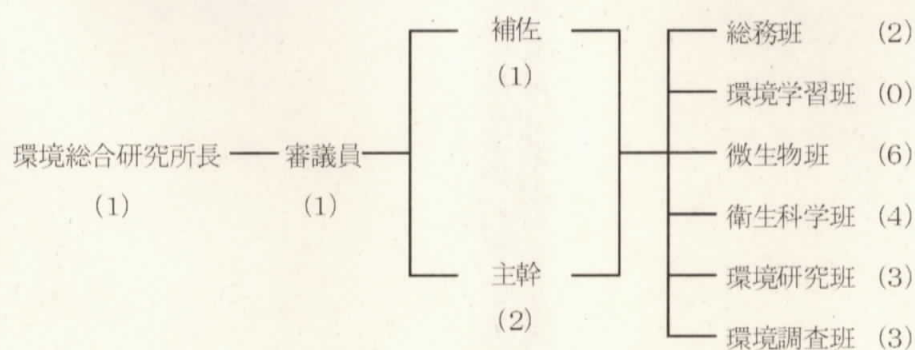 環境総合研究所長
(1)
審議員
(1)
補佐
(1)
主幹
(2)
総務班 (2)
環境学習班 (0)
微生物班 (6)
衛生科学班 (4)
環境研究班 (3)
環境調査班 (3)